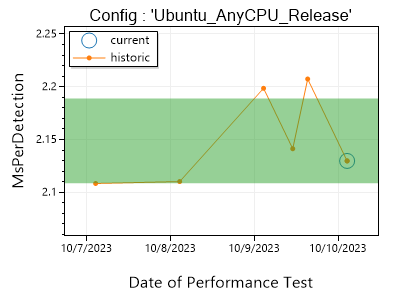 Config : 'Ubuntu_AnyCPU_Release'
2.25
2.2
2.15
2.1
MsPerDetection
current
historic
10/7/2023
10/8/2023
10/9/2023
10/10/2023
Date of Performance Test